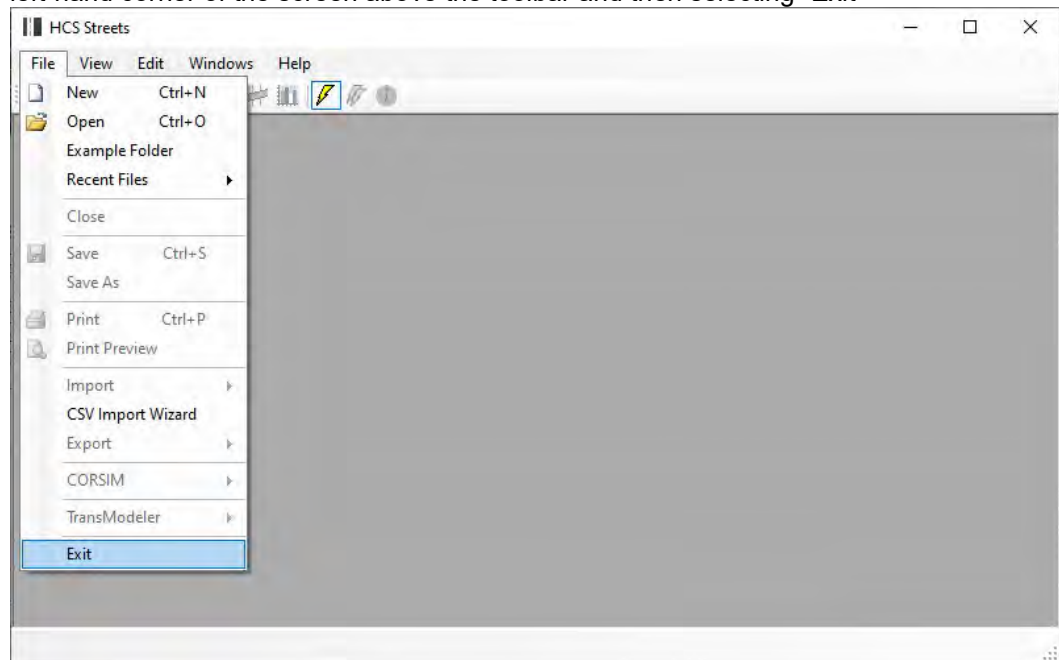 left-hand corner of the screen above the toolbar and then selecting "Exit"
HCS Streets
File View Edit Windows Help
New Ctrl+N
Open Ctrl+O
Example Folder
Recent Files
Close
Save Ctrl+S
Save As
Print Ctrl+P
Print Preview
Import
CSV Import Wizard
Export
CORSIM
TransModeler
Exit